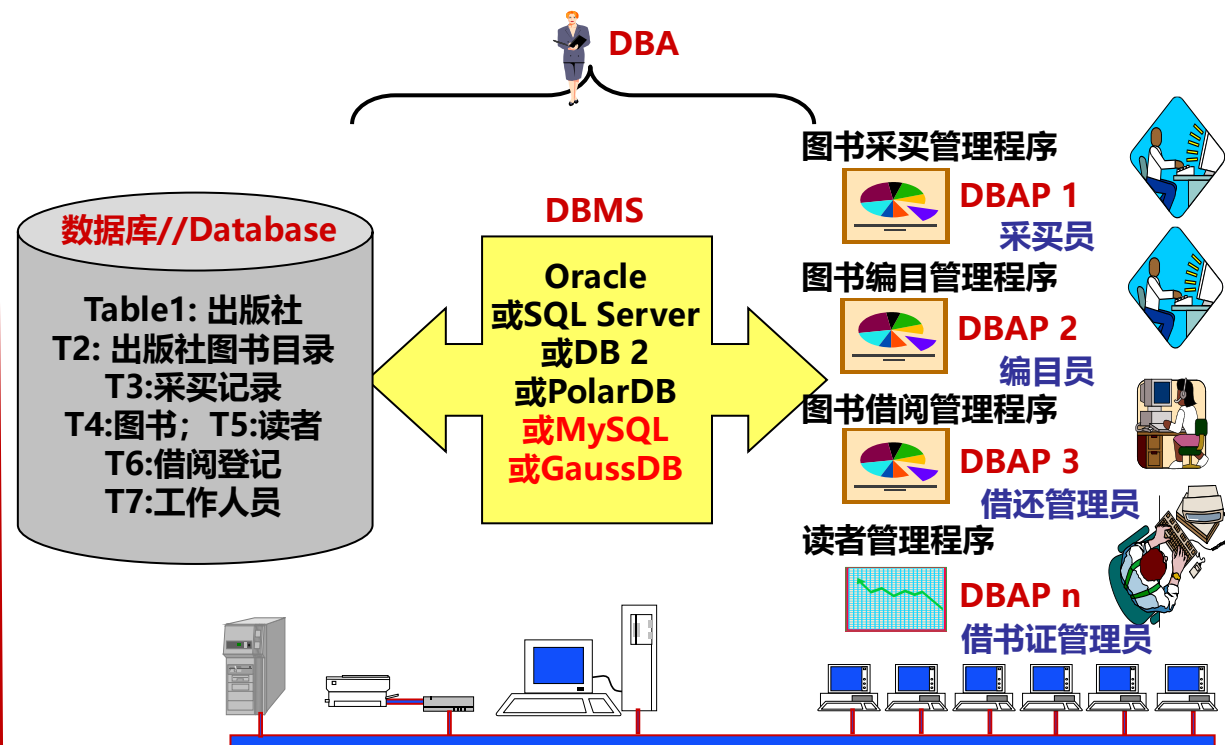 DBA
数据库//Database
Table1: 出版社
T2: 出版社图书目录
T3:采买记录
T4:图书；T5:读者
T6:借阅登记
T7:工作人员
DBMS
Oracle
或SQL Server
或DB 2
或PolarDB
或MySQL
或GaussDB
图书采买管理程序
DBAP 1
采买员
图书编目管理程序
DBAP 2
编目员
图书借阅管理程序
DBAP 3
借还管理员
读者管理程序
DBAP n
借书证管理员